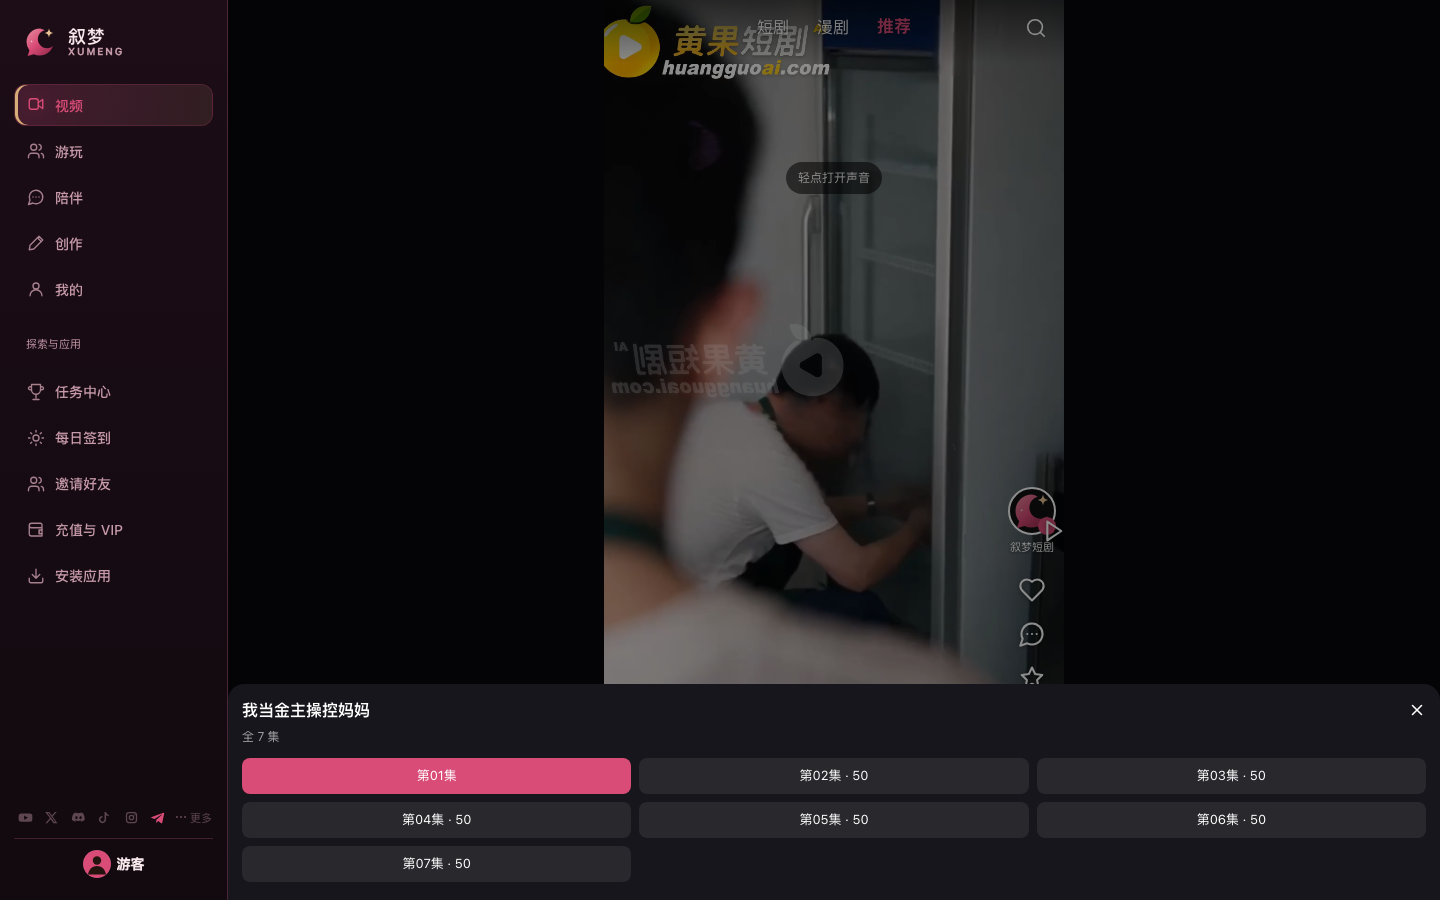 叙梦
XUMENG
视频
游玩
陪伴
创作
我的
探索与应用
任务中心
每日签到
邀请好友
充值与 VIP
安装应用
更多
游客
短剧
漫剧
推荐
黄果短剧
huangguoai.com
轻点打开声音
黄果短剧 AI
huangguoai.com
叙梦短剧
我当金主操控妈妈
全 7 集
第01集
第02集 · 50
第03集 · 50
第04集 · 50
第05集 · 50
第06集 · 50
第07集 · 50